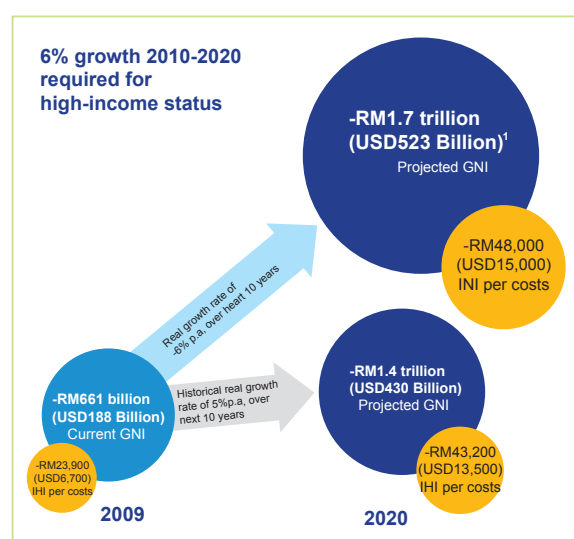 6% growth 2010-2020
required for
high-income status
-RM1.7 trillion
(USD523 Billion)¹
Projected GNI
-RM48,000
(USD15,000)
INI per costs
Real growth rate of
-6% p.a, over heart 10 years
-RM661 billion
(USD188 Billion)
Current GNI
-RM23,900
(USD6,700)
IHI per costs
Historical real growth
rate of 5%p.a, over
next 10 years
-RM1.4 trillion
(USD430 Billion)
Projected GNI
-RM43,200
(USD13,500)
IHI per costs
2009
2020